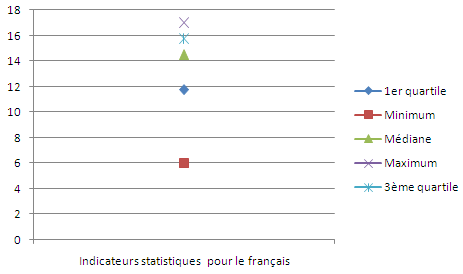 18
16
14
12
10
8
6
4
2
0
Indicateurs statistiques pour le français
1er quartile
Minimum
Médiane
Maximum
3ème quartile